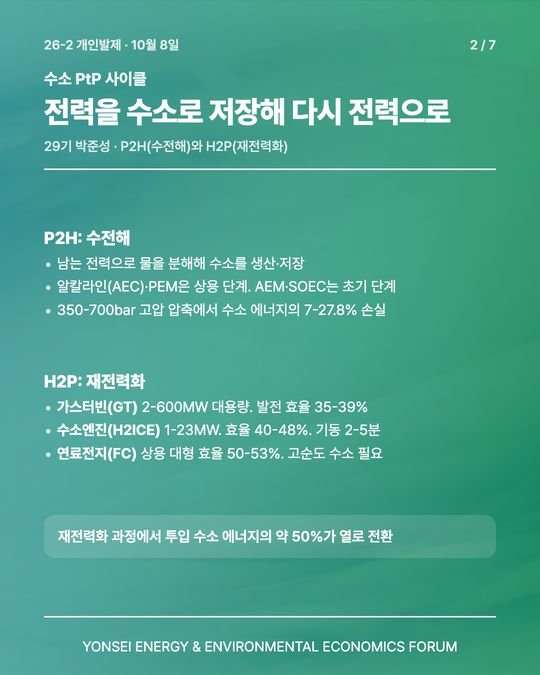 26-2 개인발제 · 10월 8일
2 / 7
수소 PtP 사이클
전력을 수소로 저장해 다시 전력으로
29기 박준성 · P2H(수전해)와 H2P(재전력화)
P2H: 수전해
• 남는 전력으로 물을 분해해 수소를 생산·저장
• 알칼라인(AEC)·PEM은 상용 단계. AEM·SOEC는 초기 단계
• 350-700bar 고압 압축에서 수소 에너지의 7-27.8% 손실
H2P: 재전력화
• 가스터빈(GT) 2-600MW 대용량. 발전 효율 35-39%
• 수소엔진(H2ICE) 1-23MW. 효율 40-48%. 기동 2-5분
• 연료전지(FC) 상용 대형 효율 50-53%. 고순도 수소 필요
재전력화 과정에서 투입 수소 에너지의 약 50%가 열로 전환
YONSEI ENERGY & ENVIRONMENTAL ECONOMICS FORUM